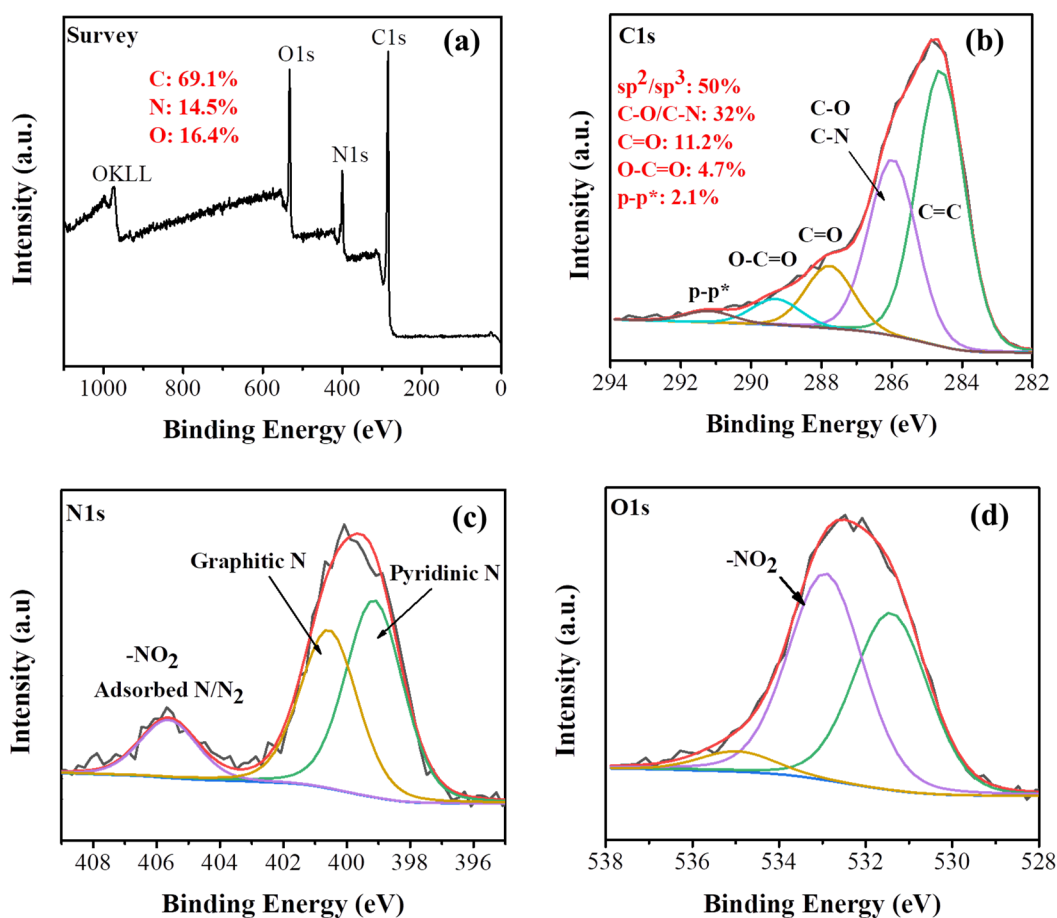 Survey
(a)
O1s
C1s
C: 69.1%
N: 14.5%
O: 16.4%
N1s
OKLL
Intensity (a.u.)
1000
800
600
400
200
0
Binding Energy (eV)
C1s
(b)
sp²/sp³: 50%
C-O/C-N: 32%
C=O: 11.2%
O-C=O: 4.7%
p-p*: 2.1%
C-O
C-N
C=C
C=O
O-C=O
p-p*
Intensity (a.u.)
294
292
290
288
286
284
282
Binding Energy (eV)
N1s
(c)
Graphitic N
Pyridinic N
-NO₂
Adsorbed N/N₂
Intensity (a.u.)
408
406
404
402
400
398
396
Binding Energy (eV)
O1s
(d)
-NO₂
Intensity (a.u.)
538
536
534
532
530
528
Binding Energy (eV)